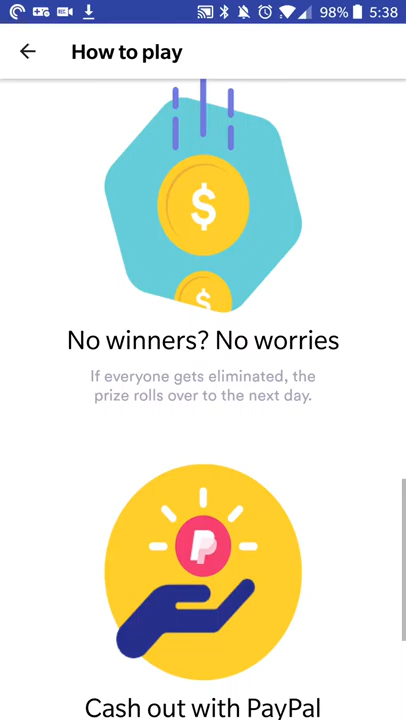 REC
98%
5:38
How to play
$
$
No winners? No worries
If everyone gets eliminated, the
prize rolls over to the next day.
P
Cash out with PayPal